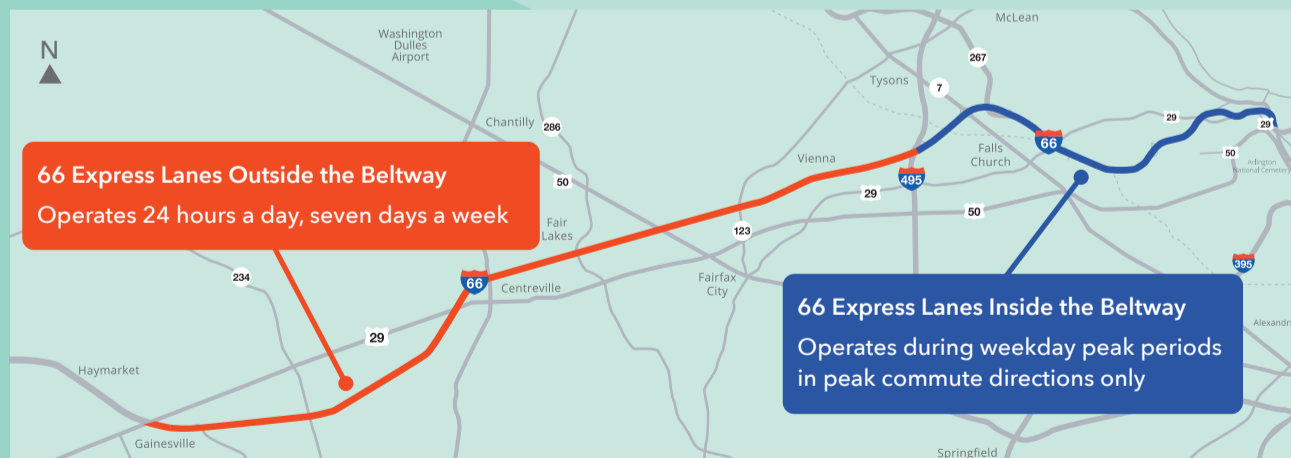 McLean
Washington
Dulles
Airport
N
267
Tysons
7
29
Chantilly
286
29
66
50
66 Express Lanes Outside the Beltway
Operates 24 hours a day, seven days a week
Vienna
Falls
Church
Arlington
National Cemetery
495
50
29
50
Fair
Lakes
123
395
234
66
Centreville
Fairfax
City
66 Express Lanes Inside the Beltway
Operates during weekday peak periods
in peak commute directions only
29
Alexandri
Haymarket
Gainesville
Springfield